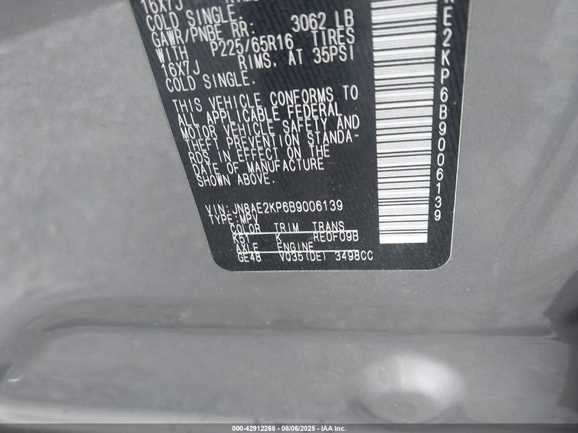 16X7J
COLD SINGLE.
GAWR/PNBE RR: 3062 LB
WITH P225/65R16 TIRES
16X7J RIMS, AT 35PSI
COLD SINGLE.
THIS VEHICLE CONFORMS TO
ALL APPLICABLE FEDERAL
MOTOR VEHICLE SAFETY AND
THEFT PREVENTION STANDA-
RDS IN EFFECT ON THE
DATE OF MANUFACTURE
SHOWN ABOVE.
VIN:JN8AE2KP6B9006139
TYPE:MPV
COLOR TRIM TRANS
K51 K RE0F09B
AXLE ENGINE
GE48 VQ35(DE) 3498CC
AE2KP6B9006139
000-42912268 - 08/06/2025 - IAA Inc.